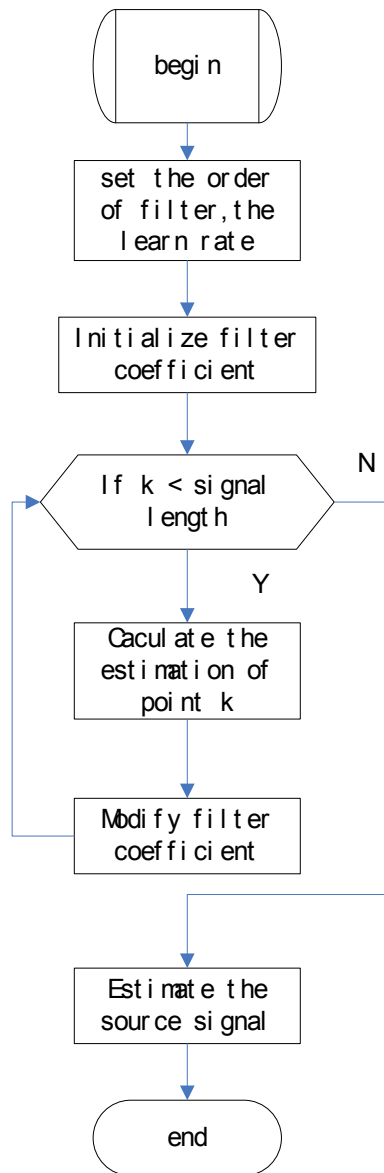 begin
set the order
of filter, the
learn rate
Initialize filter
coefficient
If k < signal
length
N
Y
Caculate the
estimation of
point k
Modify filter
coefficient
Estimate the
source signal
end